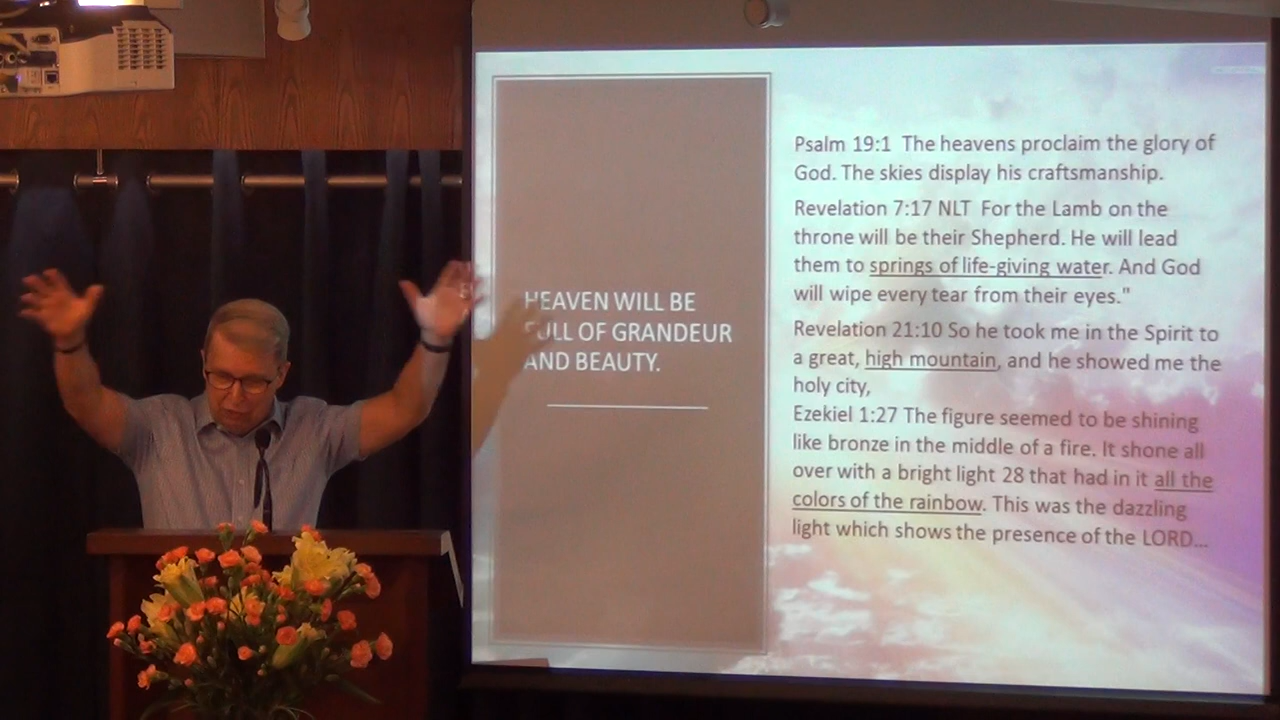 HEAVEN WILL BE
FULL OF GRANDEUR
AND BEAUTY.
Psalm 19:1 The heavens proclaim the glory of
God. The skies display his craftsmanship.
Revelation 7:17 NLT For the Lamb on the
throne will be their Shepherd. He will lead
them to springs of life-giving water. And God
will wipe every tear from their eyes."
Revelation 21:10 So he took me in the Spirit to
a great, high mountain, and he showed me the
holy city,
Ezekiel 1:27 The figure seemed to be shining
like bronze in the middle of a fire. It shone all
over with a bright light 28 that had in it all the
colors of the rainbow. This was the dazzling
light which shows the presence of the LORD...